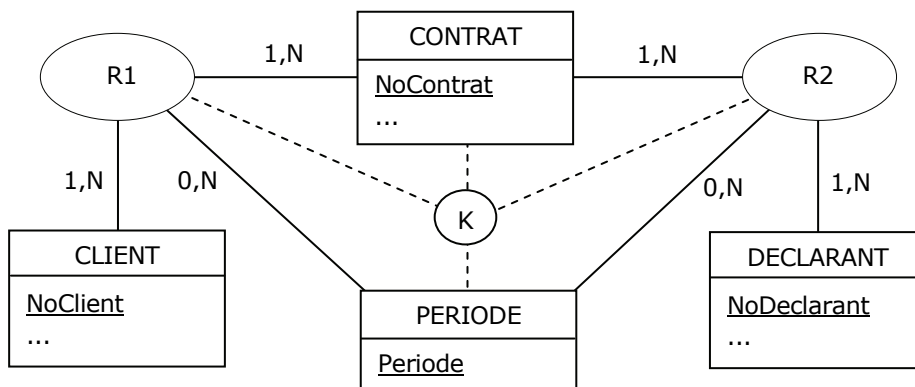 CONTRAT
NoContrat
...
R1
R2
1,N
1,N
1,N
0,N
0,N
1,N
K
CLIENT
NoClient
...
PERIODE
Periode
DECLARANT
NoDeclarant
...